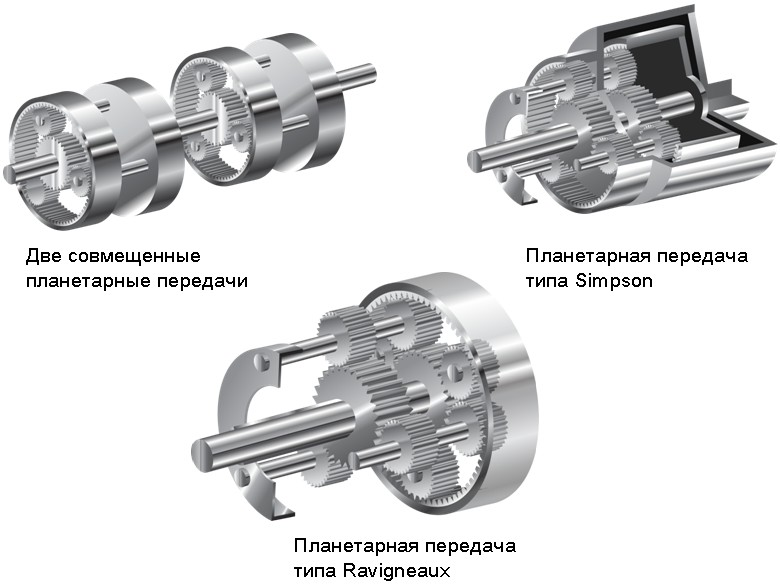 Две совмещенные
планетарные передачи
Планетарная передача
типа Simpson
Планетарная передача
типа Ravigneaux